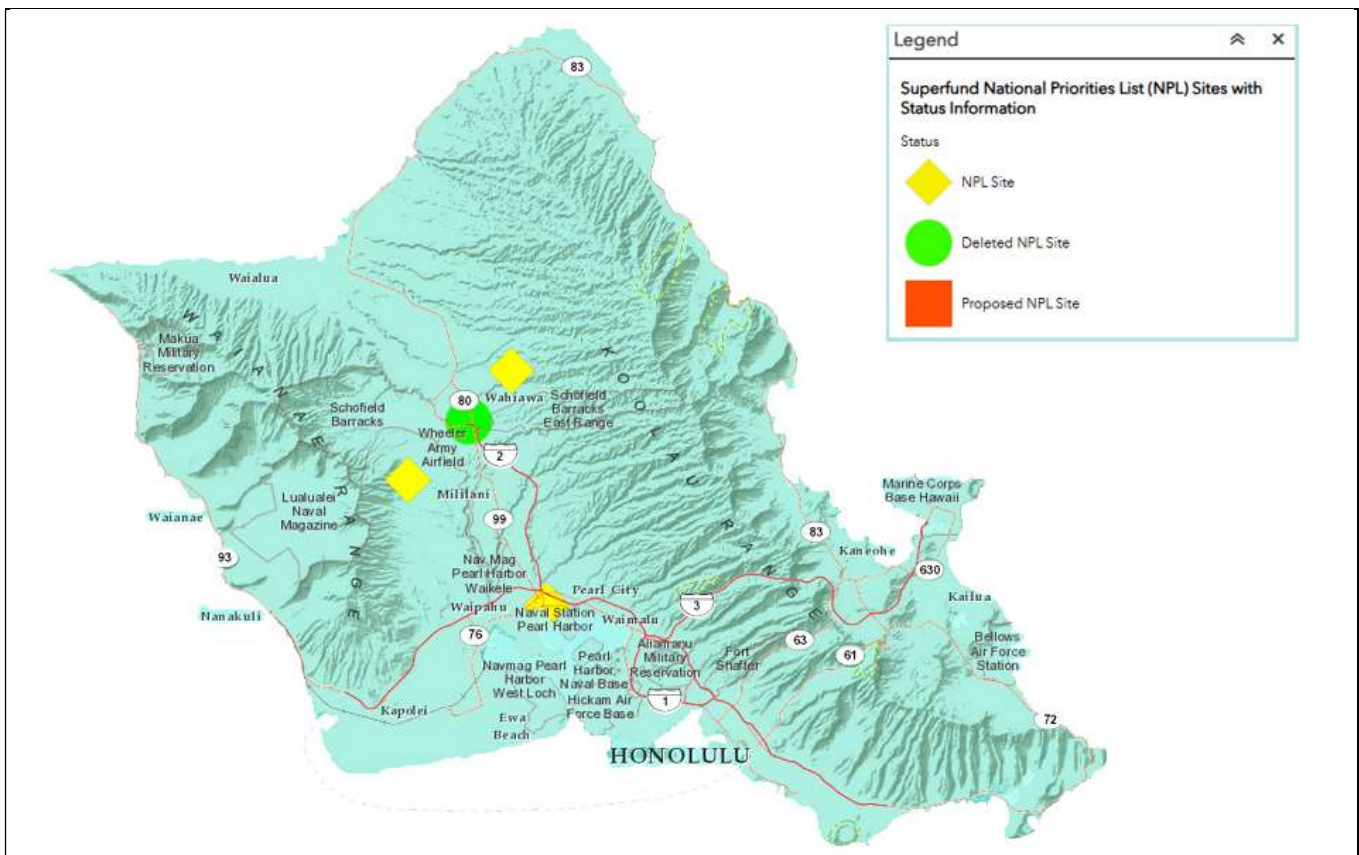 Legend
Superfund National Priorities List (NPL) Sites with
Status Information
Status
NPL Site
Deleted NPL Site
Proposed NPL Site
83
Waialua
WAIANAE RANGE
Makua
Military
Reservation
KOOLAU RANGE
80
Wahiawa
Schofield
Barracks
East Range
Schofield
Barracks
Wheeler
Army
Airfield
2
Mililani
Lualualei
Naval
Magazine
Waianae
99
93
Marine Corps
Base Hawaii
83
Kaneohe
630
Kailua
Nav Mag
Pearl Harbor
Waikele
Pearl City
3
Nanakuli
Waipahu
Naval Station
Pearl Harbor
Waimalu
76
63
61
Bellows
Air Force
Station
Aliamanu
Military
Reservation
Fort
Shafter
Navmag Pearl
Harbor
West Loch
Pearl
Harbor,
Naval Base
Hickam Air
Force Base
1
Kapolei
Ewa
Beach
72
HONOLULU